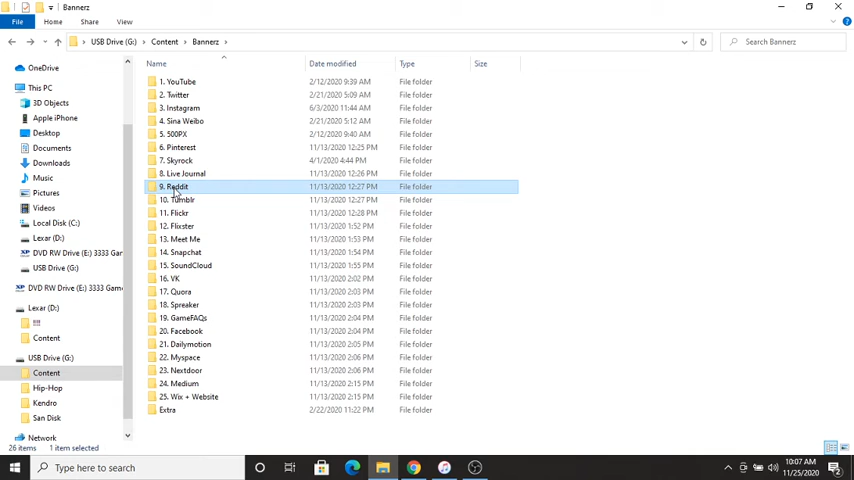 Bannerz
File Home Share View
USB Drive (G:) Content Bannerz Search Bannerz
Name Date modified Type Size
OneDrive
This PC
3D Objects
Apple iPhone
Desktop
Documents
Downloads
Music
Pictures
Videos
Local Disk (C:)
Lexar (D:)
DVD RW Drive (E:) 3333 Gam
USB Drive (G:)
DVD RW Drive (E:) 3333 Game
Lexar (D:)
!!!
Content
USB Drive (G:)
Content
Hip-Hop
Kendro
San Disk
Network
1. YouTube 2/12/2020 9:39 AM File folder
2. Twitter 2/21/2020 5:09 AM File folder
3. Instagram 6/3/2020 11:44 AM File folder
4. Sina Weibo 2/21/2020 5:12 AM File folder
5. 500PX 2/12/2020 9:40 AM File folder
6. Pinterest 11/13/2020 12:25 PM File folder
7. Skyrock 4/1/2020 4:44 PM File folder
8. Live Journal 11/13/2020 12:26 PM File folder
9. Reddit 11/13/2020 12:27 PM File folder
10. Tumblr 11/13/2020 12:27 PM File folder
11. Flickr 11/13/2020 12:28 PM File folder
12. Flixster 11/13/2020 1:52 PM File folder
13. Meet Me 11/13/2020 1:53 PM File folder
14. Snapchat 11/13/2020 1:54 PM File folder
15. SoundCloud 11/13/2020 1:54 PM File folder
16. VK 11/13/2020 2:02 PM File folder
17. Quora 11/13/2020 2:03 PM File folder
18. Spreaker 11/13/2020 2:03 PM File folder
19. GameFAQs 11/13/2020 2:04 PM File folder
20. Facebook 11/13/2020 2:04 PM File folder
21. Dailymotion 11/13/2020 2:05 PM File folder
22. Myspace 11/13/2020 2:06 PM File folder
23. Nextdoor 11/13/2020 2:06 PM File folder
24. Medium 11/13/2020 2:15 PM File folder
25. Wix + Website 11/13/2020 2:15 PM File folder
Extra 2/22/2020 11:22 PM File folder
26 items 1 item selected
Type here to search
10:07 AM
11/25/2020
2